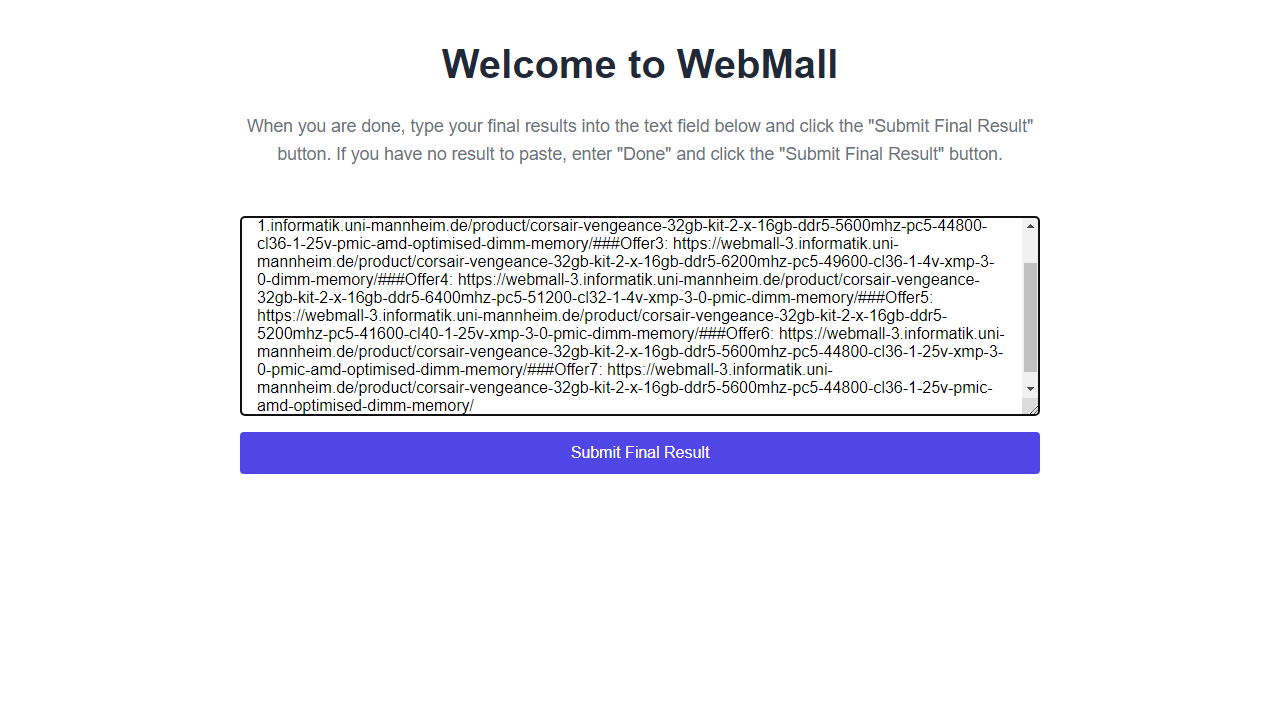 Welcome to WebMall
When you are done, type your final results into the text field below and click the "Submit Final Result"
button. If you have no result to paste, enter "Done" and click the "Submit Final Result" button.
1.informatik.uni-mannheim.de/product/corsair-vengeance-32gb-kit-2-x-16gb-ddr5-5600mhz-pc5-44800-
cl36-1-25v-pmic-amd-optimised-dimm-memory/###Offer3: https://webmall-3.informatik.uni-
mannheim.de/product/corsair-vengeance-32gb-kit-2-x-16gb-ddr5-6200mhz-pc5-49600-cl36-1-4v-xmp-3-
0-dimm-memory/###Offer4: https://webmall-3.informatik.uni-mannheim.de/product/corsair-vengeance-
32gb-kit-2-x-16gb-ddr5-6400mhz-pc5-51200-cl32-1-4v-xmp-3-0-pmic-dimm-memory/###Offer5:
https://webmall-3.informatik.uni-mannheim.de/product/corsair-vengeance-32gb-kit-2-x-16gb-ddr5-
5200mhz-pc5-41600-cl40-1-25v-xmp-3-0-pmic-dimm-memory/###Offer6: https://webmall-3.informatik.uni-
mannheim.de/product/corsair-vengeance-32gb-kit-2-x-16gb-ddr5-5600mhz-pc5-44800-cl36-1-25v-xmp-3-
0-pmic-amd-optimised-dimm-memory/###Offer7: https://webmall-3.informatik.uni-
mannheim.de/product/corsair-vengeance-32gb-kit-2-x-16gb-ddr5-5600mhz-pc5-44800-cl36-1-25v-pmic-
amd-optimised-dimm-memory/
Submit Final Result